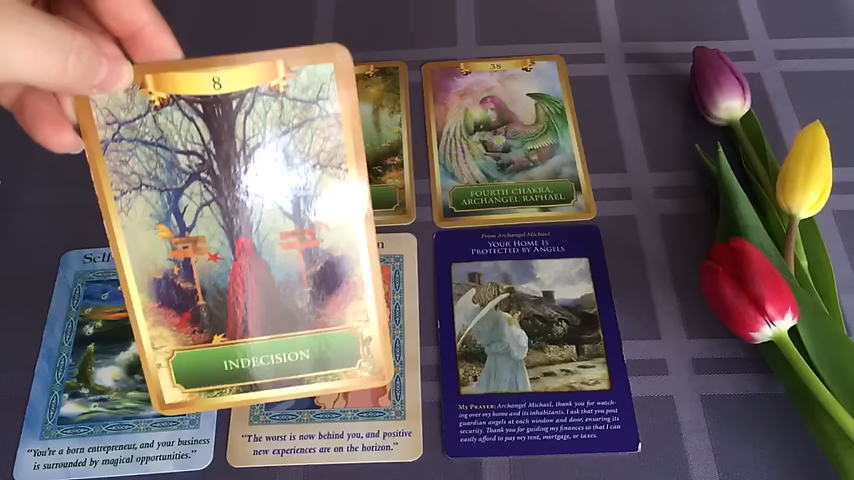 8
INDECISION
38
FOURTH CHAKRA,
ARCHANGEL RAPHAEL
"You're a born entrepreneur, and your business
is surrounded by magical opportunities."
"The worst is now behind you, and positive
new experiences are on the horizon."
From Archangel Michael
YOUR HOME IS
PROTECTED BY ANGELS
MY PRAYER: Archangel Michael, thank you for watch-
ing over my home and its inhabitants. I ask that you post
guardian angels at each window and door, ensuring its
security. Thank you for guiding my finances so that I can
easily afford to pay my rent, mortgage, or taxes.